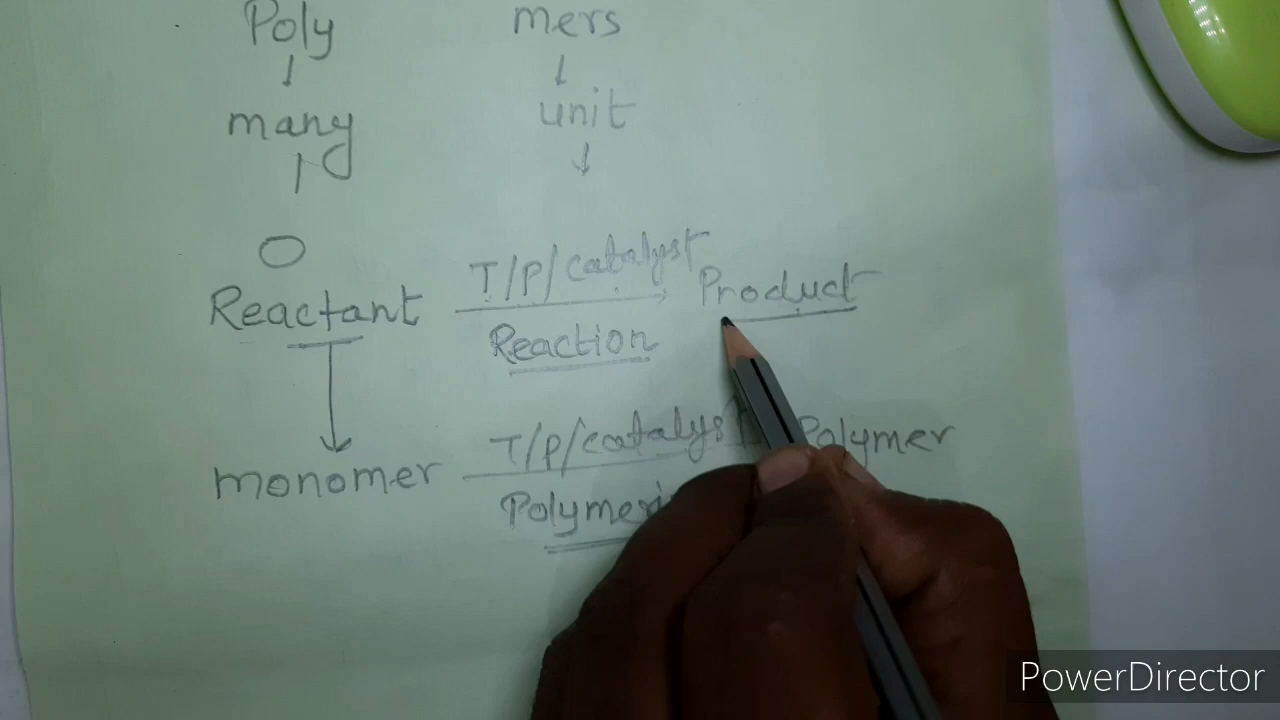 Poly mers
many unit
T/P/Catalyst
Reactant Product
Reaction
T/P/catalyst Polymer
monomer
PowerDirector